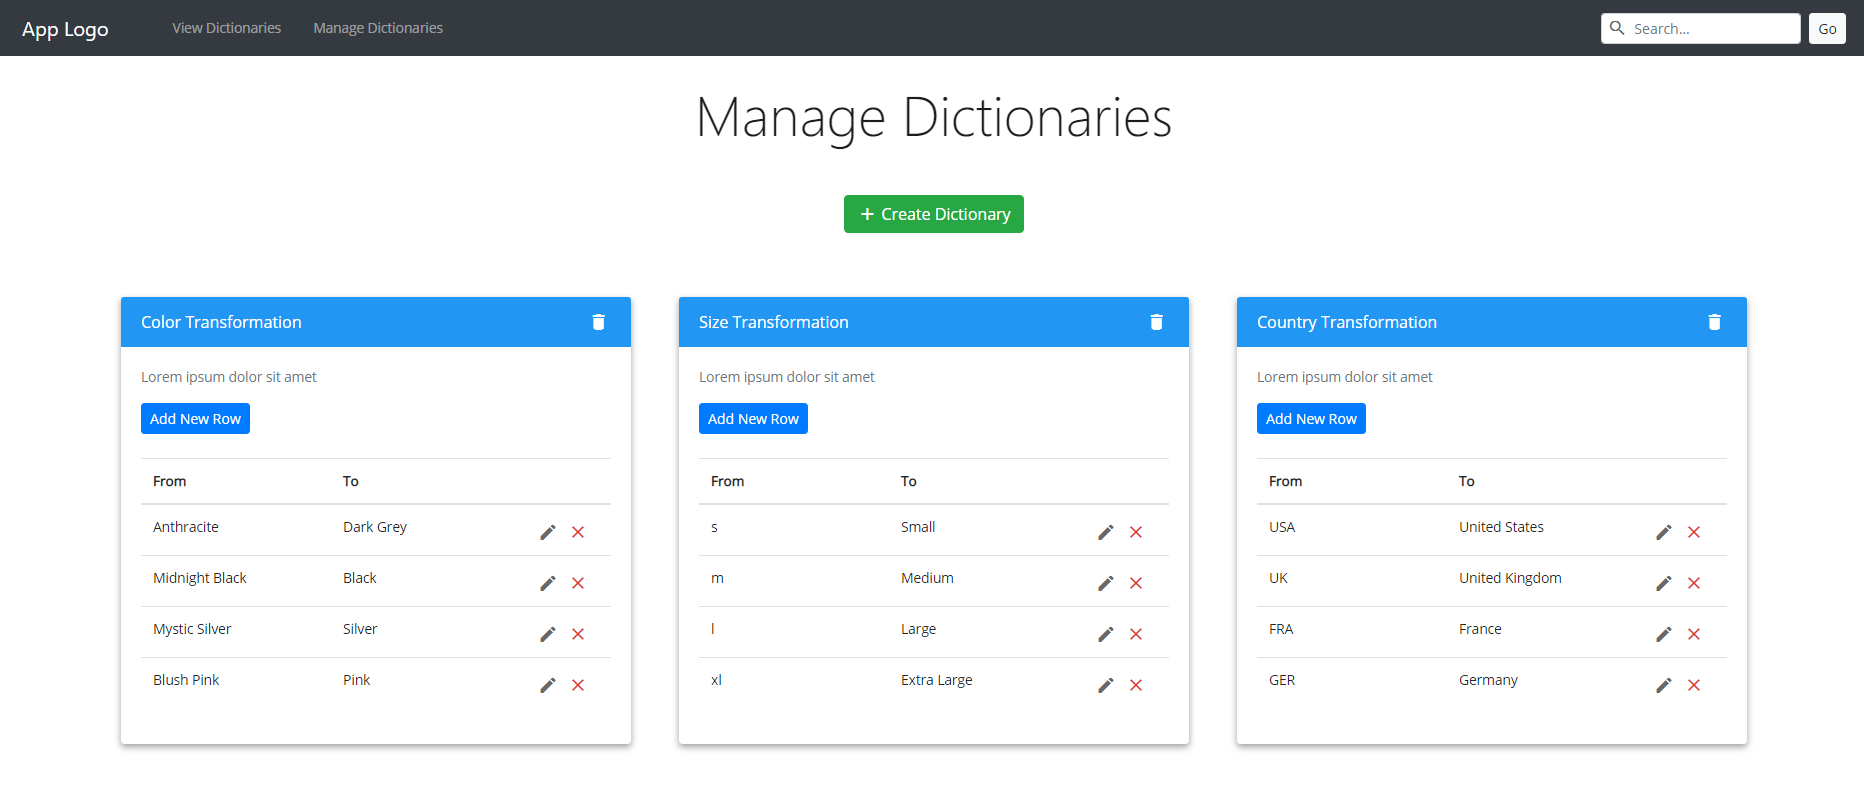 App Logo View Dictionaries Manage Dictionaries Search... Go
Manage Dictionaries
Create Dictionary
Color Transformation
Lorem ipsum dolor sit amet
Add New Row
From To
Anthracite Dark Grey
Midnight Black Black
Mystic Silver Silver
Blush Pink Pink
Size Transformation
Lorem ipsum dolor sit amet
Add New Row
From To
s Small
m Medium
l Large
xl Extra Large
Country Transformation
Lorem ipsum dolor sit amet
Add New Row
From To
USA United States
UK United Kingdom
FRA France
GER Germany